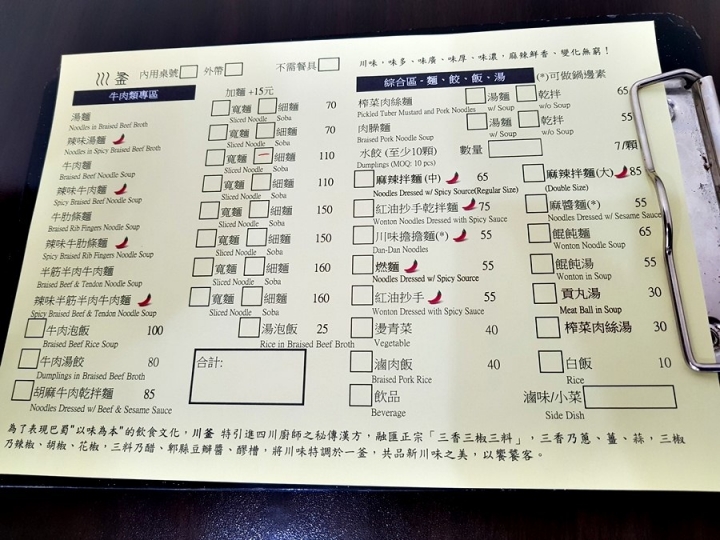 川釜 內用桌號□ 外帶□ 不需餐具□
川味，味多、味廣、味厚、味濃，麻辣鮮香、變化無窮！
牛肉類專區 加麵 +15元
湯麵 □寬麵 □細麵 70
Noodles in Braised Beef Broth Sliced Noodle Soba
辣味湯麵 □寬麵 □細麵 70
Noodles in Spicy Braised Beef Broth Sliced Noodle Soba
牛肉麵 □寬麵 □細麵 110
Braised Beef Noodle Soup Sliced Noodle Soba
辣味牛肉麵 □寬麵 □細麵 110
Spicy Braised Beef Noodle Soup Sliced Noodle Soba
牛肋條麵 □寬麵 □細麵 150
Braised Rib Fingers Noodle Soup Sliced Noodle Soba
辣味牛肋條麵 □寬麵 □細麵 150
Spicy Braised Rib Fingers Noodle Soup Sliced Noodle Soba
半筋半肉牛肉麵 □寬麵 □細麵 160
Braised Beef & Tendon Noodle Soup Sliced Noodle Soba
辣味半筋半肉牛肉麵 □寬麵 □細麵 160
Spicy Braised Beef & Tendon Noodle Soup Sliced Noodle Soba
□牛肉泡飯 100 □湯泡飯 25
Braised Beef Rice Soup Rice in Braised Beef Broth
□牛肉湯餃 80
Dumplings in Braised Beef Broth
□胡麻牛肉乾拌麵 85
Noodles Dressed w/ Beef & Sesame Sauce
合計:
綜合區 - 麵、餃、飯、湯 (*)可做鍋邊素
榨菜肉絲麵 □湯麵 □乾拌 65
Pickled Tuber Mustard and Pork Noodles w/ Soup w/o Soup
肉臊麵 □湯麵 □乾拌 55
Braised Pork Noodle Soup w/ Soup w/o Soup
水餃 (至少10顆) 數量 7/顆
Dumplings (MOQ: 10 pcs)
□麻辣拌麵 (中) 65 □麻辣拌麵(大) 85
Noodles Dressed w/ Spicy Source(Regular Size) (Double Size)
□紅油抄手乾拌麵 75 □麻醬麵(*) 55
Wonton Noodles Dressed with Spicy Sauce Noodles Dressed w/ Sesame Sauce
□川味擔擔麵(*) 55 □餛飩麵 65
Dan-Dan Noodles Wonton Noodle Soup
□燃麵 55 □餛飩湯 55
Noodles Dressed w/ Spicy Source Wonton in Soup
□紅油抄手 55 □貢丸湯 30
Wonton Dressed with Spicy Sauce Meat Ball in Soup
□燙青菜 40 □榨菜肉絲湯 30
Vegetable
□滷肉飯 40 □白飯 10
Braised Pork Rice Rice
□飲品 滷味/小菜
Beverage Side Dish
為了表現巴蜀"以味為本"的飲食文化，川釜 特引進四川廚師之秘傳漢方，融匯正宗「三香三椒三料」，三香乃蔥、薑、蒜，三椒
乃辣椒、胡椒、花椒，三料乃醋、郫縣豆瓣醬、醪糟，將川味特調於一釜，共品新川味之美，以饗饕客。